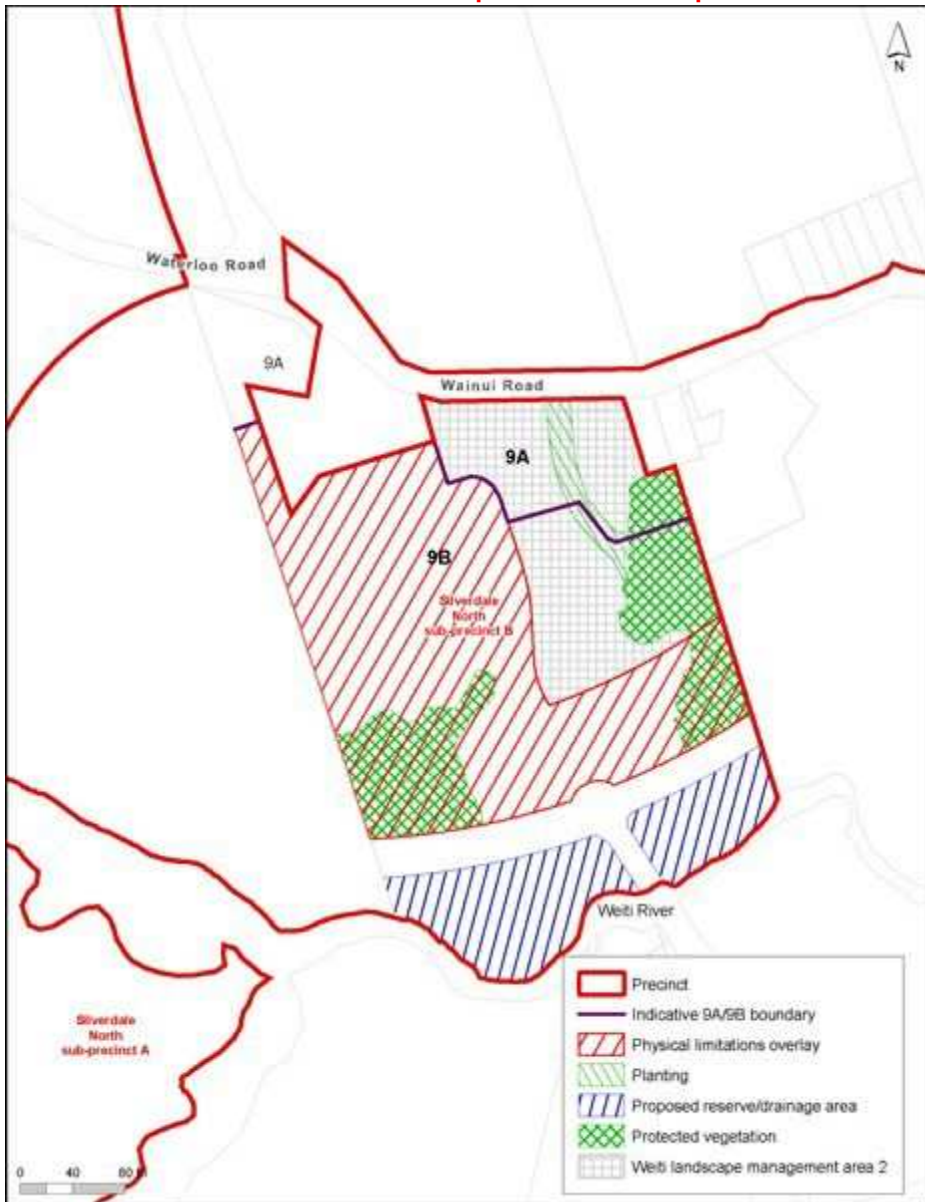 N
Waterloo Road
9A
Wainui Road
9A
9B
Silverdale
North
sub-precinct B
Weiti River
Silverdale
North
sub-precinct A
Precinct
Indicative 9A/9B boundary
Physical limitations overlay
Planting
Proposed reserve/drainage area
Protected vegetation
Weiti landscape management area 2
0 40 80